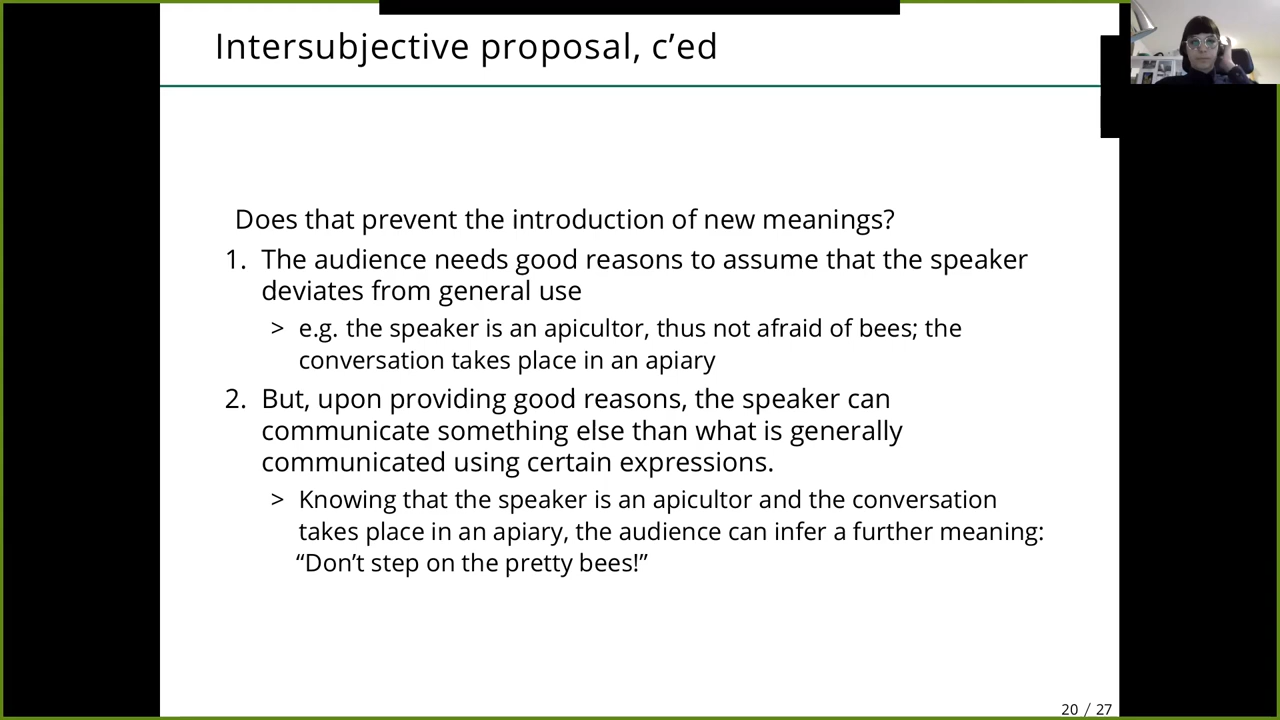 Intersubjective proposal, c’ed
Does that prevent the introduction of new meanings?
1. The audience needs good reasons to assume that the speaker
deviates from general use
> e.g. the speaker is an apicultor, thus not afraid of bees; the
conversation takes place in an apiary
2. But, upon providing good reasons, the speaker can
communicate something else than what is generally
communicated using certain expressions.
> Knowing that the speaker is an apicultor and the conversation
takes place in an apiary, the audience can infer a further meaning:
“Don’t step on the pretty bees!”
20 / 27